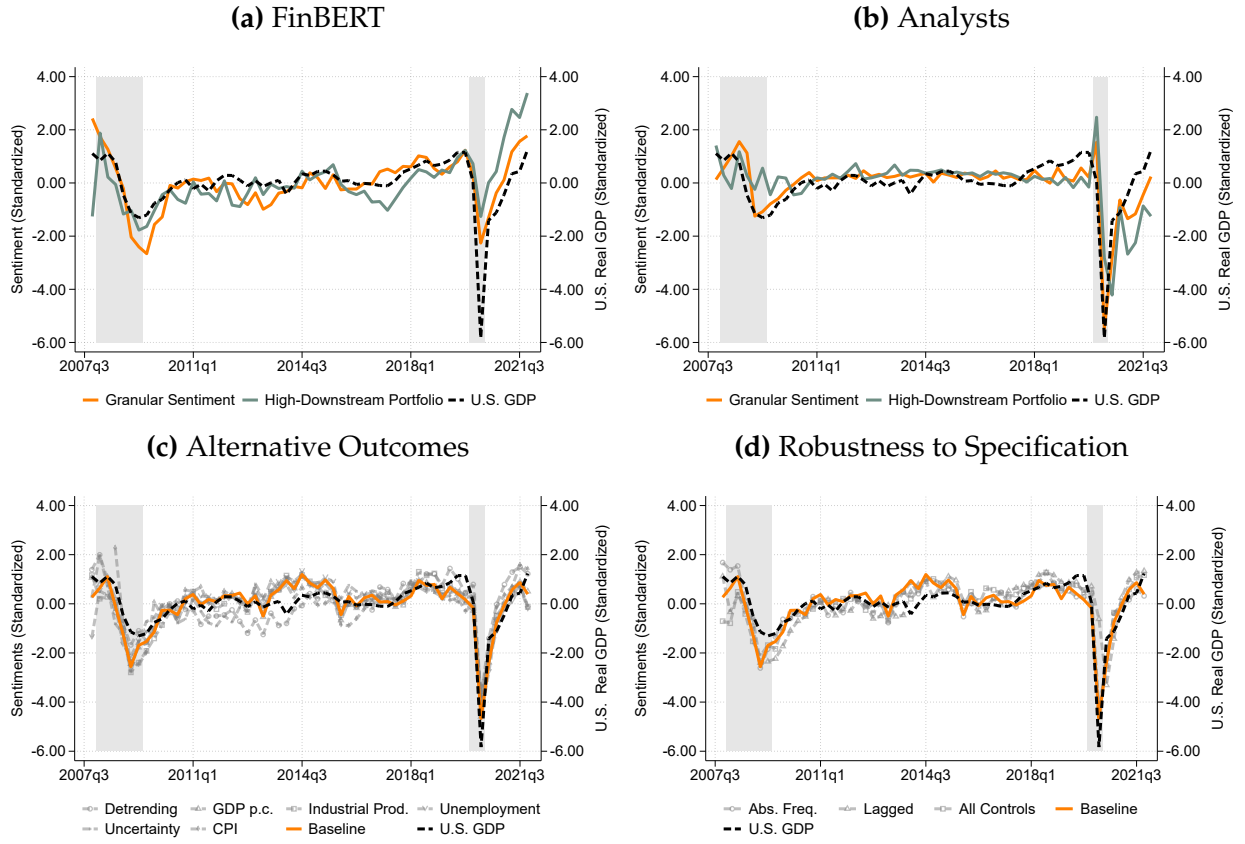 (a) FinBERT
4.00
2.00
0.00
-2.00
-4.00
-6.00
Sentiment (Standardized)
4.00
2.00
0.00
-2.00
-4.00
-6.00
U.S. Real GDP (Standardized)
2007q3 2011q1 2014q3 2018q1 2021q3
Granular Sentiment High-Downstream Portfolio U.S. GDP
(b) Analysts
4.00
2.00
0.00
-2.00
-4.00
-6.00
Sentiment (Standardized)
4.00
2.00
0.00
-2.00
-4.00
-6.00
U.S. Real GDP (Standardized)
2007q3 2011q1 2014q3 2018q1 2021q3
Granular Sentiment High-Downstream Portfolio U.S. GDP
(c) Alternative Outcomes
4.00
2.00
0.00
-2.00
-4.00
-6.00
Sentiments (Standardized)
4.00
2.00
0.00
-2.00
-4.00
-6.00
U.S. Real GDP (Standardized)
2007q3 2011q1 2014q3 2018q1 2021q3
Detrending GDP p.c. Industrial Prod. Unemployment
Uncertainty CPI Baseline U.S. GDP
(d) Robustness to Specification
4.00
2.00
0.00
-2.00
-4.00
-6.00
Sentiments (Standardized)
4.00
2.00
0.00
-2.00
-4.00
-6.00
U.S. Real GDP (Standardized)
2007q3 2011q1 2014q3 2018q1 2021q3
Abs. Freq. Lagged All Controls Baseline
U.S. GDP